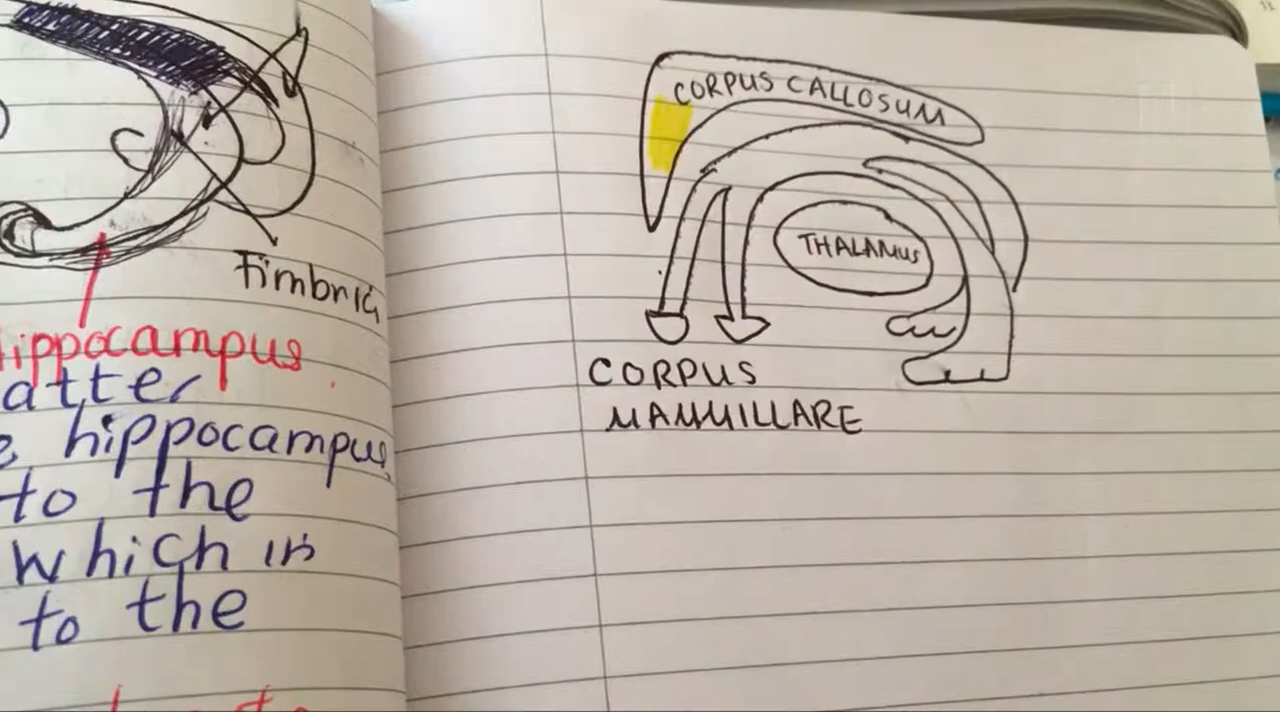 Fimbria
hippocampus
atter
hippocampus
to the
which is
to the
CORPUS CALLOSUM
THALAMUS
CORPUS
MAMMILLARE